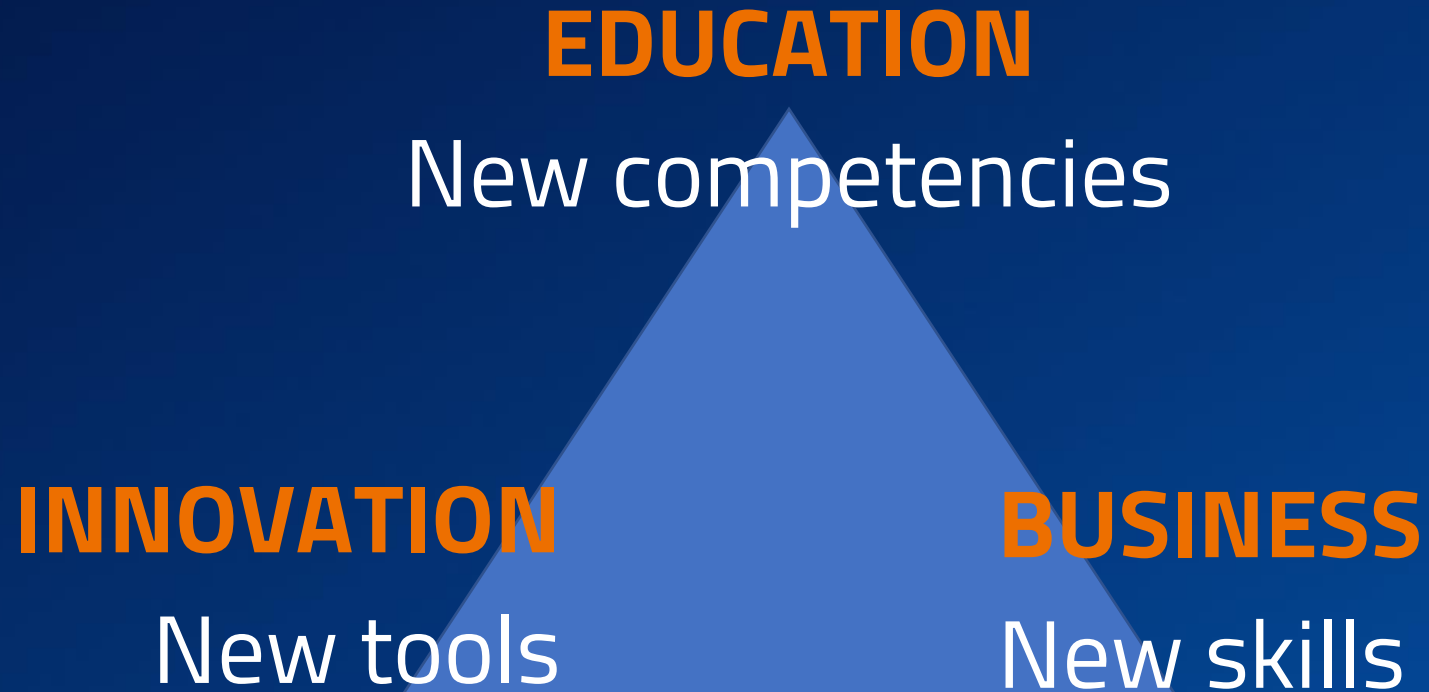 EDUCATION
New competencies
INNOVATION
New tools
BUSINESS
New skills